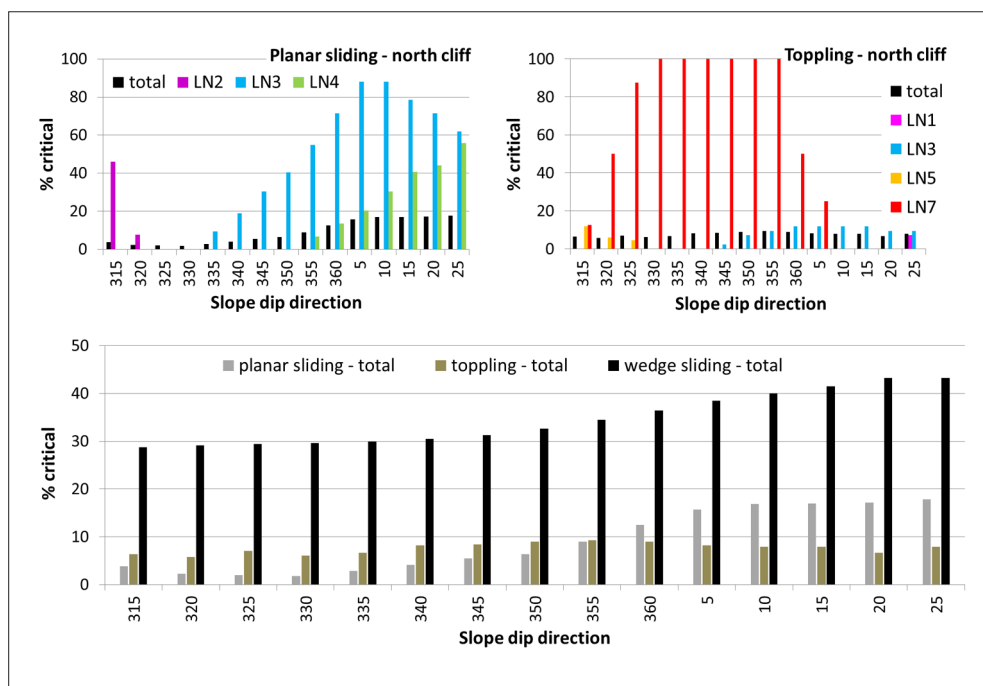 Planar sliding - north cliff
total LN2 LN3 LN4
% critical
100
80
60
40
20
0
315 320 325 330 335 340 345 350 355 360 5 10 15 20 25
Slope dip direction
Toppling - north cliff
total
LN1
LN3
LN5
LN7
% critical
100
80
60
40
20
0
315 320 325 330 335 340 345 350 355 360 5 10 15 20 25
Slope dip direction
planar sliding - total toppling - total wedge sliding - total
% critical
50
40
30
20
10
0
315 320 325 330 335 340 345 350 355 360 5 10 15 20 25
Slope dip direction